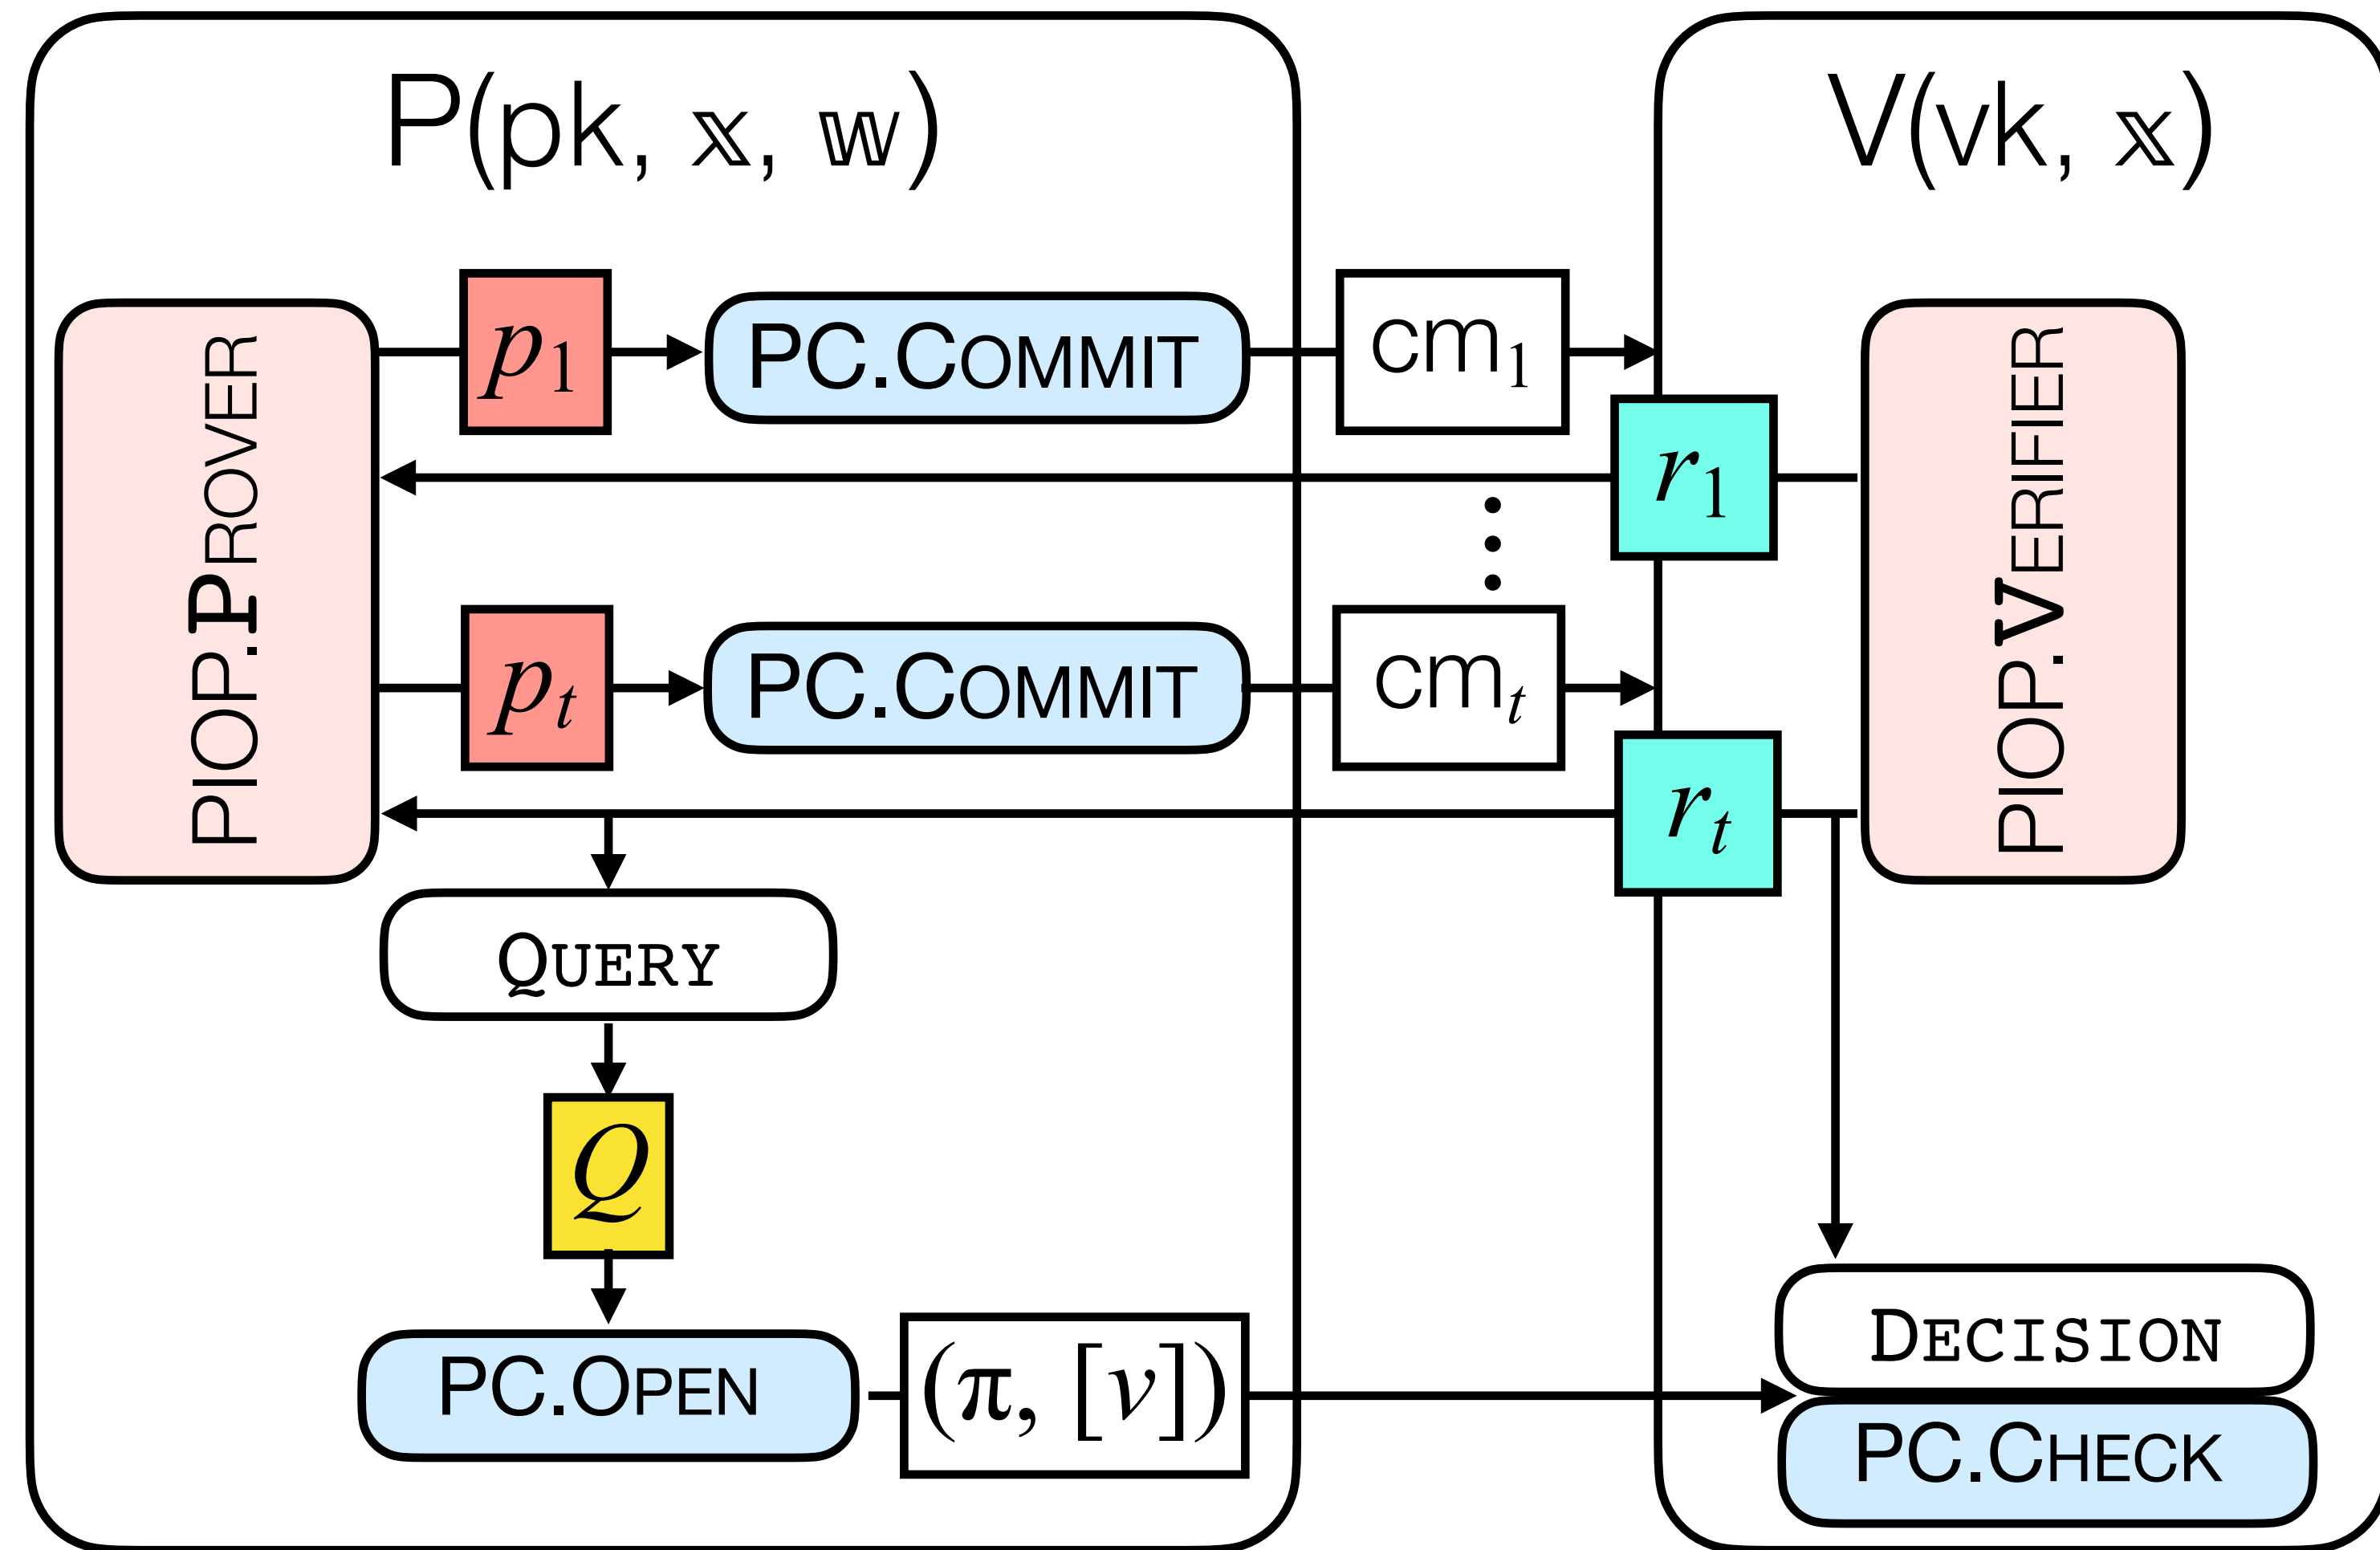 P(pk, 𝕩, 𝕨)
V(vk, 𝕩)
PIOP.PROVER
p₁
PC.COMMIT
cm₁
r₁
PIOP.VERIFIER
pₜ
PC.COMMIT
cmₜ
rₜ
QUERY
Q
PC.OPEN
(π, [v])
DECISION
PC.CHECK